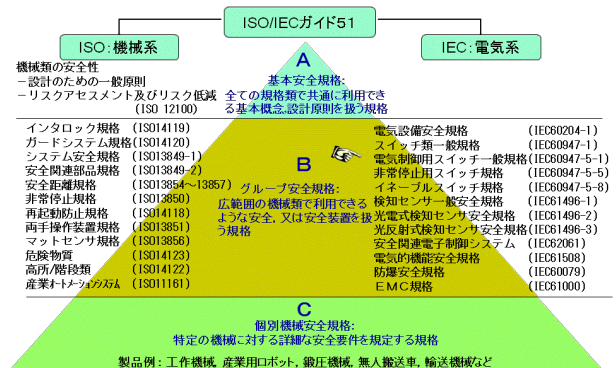 ISO/IECガイド51
ISO：機械系
IEC：電気系
機械類の安全性
－設計のための一般原則
－リスクアセスメント及びリスク低減
(ISO 12100)
A
基本安全規格：
全ての規格類で共通に利用でき
る基本概念,設計原則を扱う規格
インタロック規格 (ISO14119)
ガードシステム規格(ISO14120)
システム安全規格(ISO13849-1)
安全関連部品規格(ISO13849-2)
安全距離規格 (ISO13854～13857)
非常停止規格 (ISO13850)
再起動防止規格 (ISO14118)
両手操作装置規格(ISO13851)
マットセンサ規格(ISO13856)
危険物質 (ISO14123)
高所/階段類 (ISO14122)
産業ｵｰﾄﾒｰｼｮﾝｼｽﾃﾑ (ISO11161)
B
グループ安全規格：
広範囲の機械類で利用できる
ような安全，又は安全装置を扱
う規格
電気設備安全規格 (IEC60204-1)
スイッチ類一般規格 (IEC60947-1)
電気制御用スイッチ一般規格(IEC60947-5-1)
非常停止用スイッチ規格 (IEC60947-5-5)
イネーブルスイッチ規格 (IEC60947-5-8)
検知センサ一般安全規格 (IEC61496-1)
光電式検知センサ安全規格 (IEC61496-2)
光反射式検知センサ安全規格(IEC61496-3)
安全関連電子制御システム (IEC62061)
電気的機能安全規格 (IEC61508)
防爆安全規格 (IEC60079)
ＥＭＣ規格 (IEC61000)
C
個別機械安全規格：
特定の機械に対する詳細な安全要件を規定する規格
製品例：工作機械，産業用ロボット，鍛圧機械，無人搬送車，輸送機械など